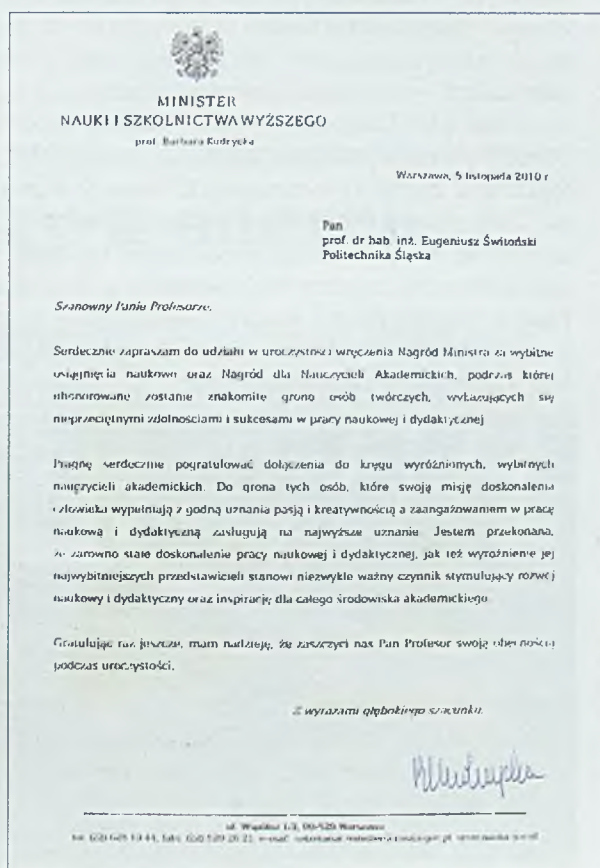 MINISTER
NAUKI I SZKOLNICTWA WYŻSZEGO
prof. Barbara Kudrycka
Warszawa, 5 listopada 2010 r.
Pan
prof. dr hab. inż. Eugeniusz Świtoński
Politechnika Śląska
Szanowny Panie Profesorze,
Serdecznie zapraszam do udziału w uroczystości wręczenia Nagród Ministra za wybitne
osiągnięcia naukowe oraz Nagród dla Nauczycieli Akademickich, podczas której
uhonorowane zostanie znakomite grono osób twórczych, wykazujących się
nieprzeciętnymi zdolnościami i sukcesami w pracy naukowej i dydaktycznej
Pragnę serdecznie pogratulować dołączenia do kręgu wyróżnionych, wybitnych
nauczycieli akademickich. Do grona tych osób, które swoją misję doskonalenia
człowieka wypełniają z godną uznania pasją i kreatywnością a zaangażowaniem w pracę
naukową i dydaktyczną zasługują na najwyższe uznanie. Jestem przekonana,
że zarówno stałe doskonalenie pracy naukowej i dydaktycznej, jak też wyróżnienie jej
najwybitniejszych przedstawicieli stanowi niezwykle ważny czynnik stymulujący rozwój
naukowy i dydaktyczny oraz inspirację dla całego środowiska akademickiego.
Gratulując raz jeszcze, mam nadzieję, że zaszczyci nas Pan Profesor swoją obecnością
podczas uroczystości.
Z wyrazami głębokiego szacunku,
ul. Wspólna 1/3, 00-529 Warszawa